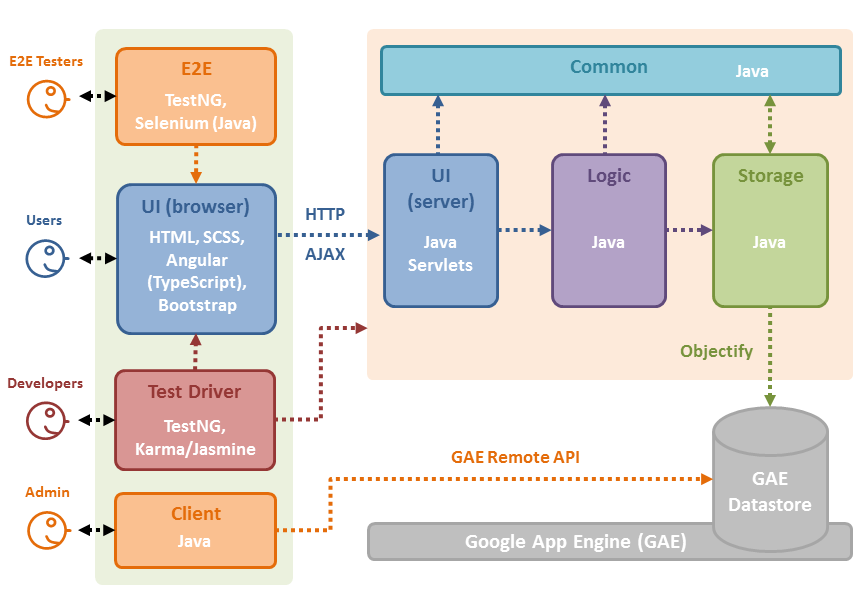 E2E Testers
E2E
TestNG,
Selenium (Java)
Users
UI (browser)
HTML, SCSS,
Angular
(TypeScript),
Bootstrap
HTTP
AJAX
Developers
Test Driver
TestNG,
Karma/Jasmine
Admin
Client
Java
Common
Java
UI
(server)
Java
Servlets
Logic
Java
Storage
Java
Objectify
GAE Remote API
GAE
Datastore
Google App Engine (GAE)